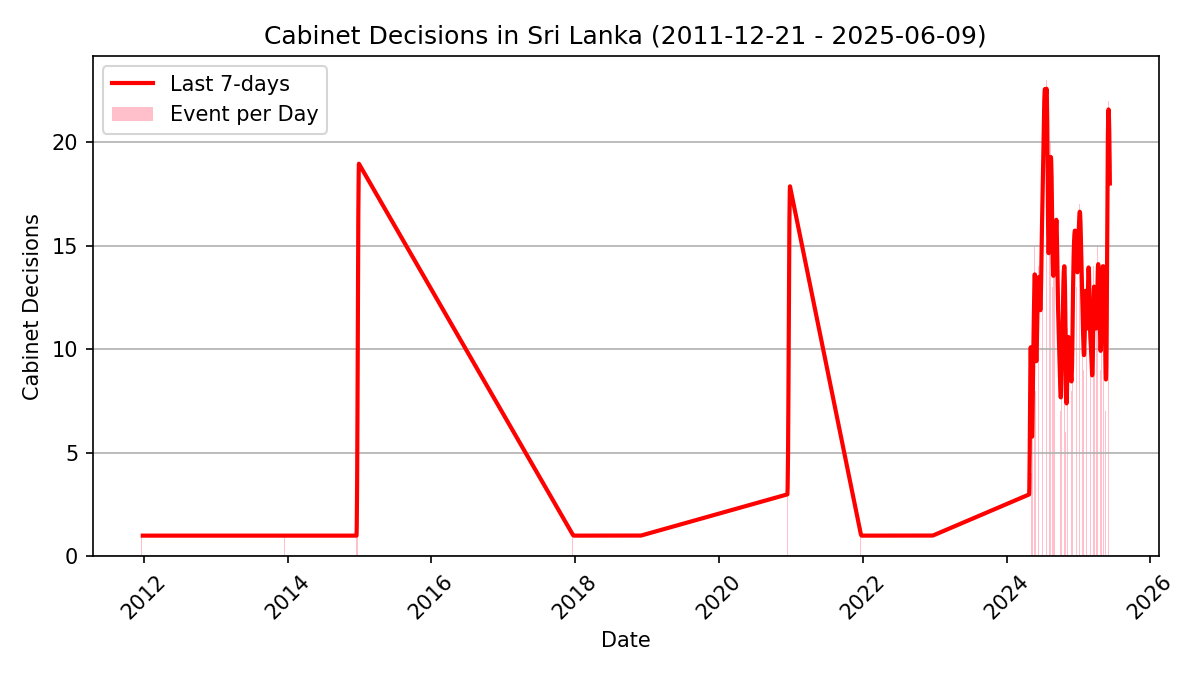 Cabinet Decisions in Sri Lanka (2011-12-21 - 2025-06-09)
Last 7-days
Event per Day
Cabinet Decisions
20
15
10
5
0
2012
2014
2016
2018
2020
2022
2024
2026
Date